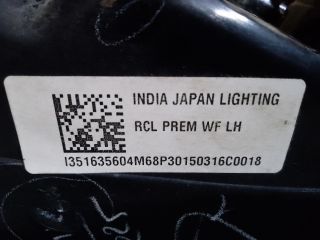 INDIA JAPAN LIGHTING
RCL PREM WF LH
I351635604M68P30150316C0018